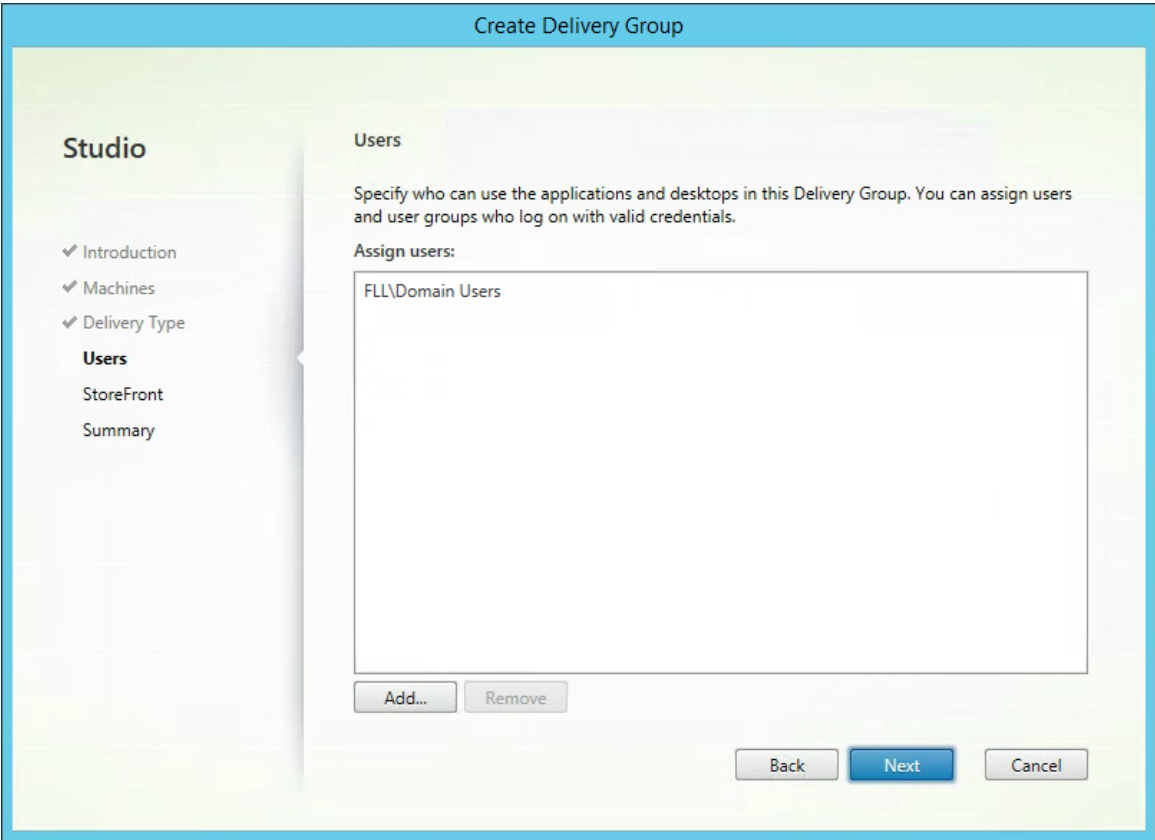 Create Delivery Group
Studio
Introduction
Machines
Delivery Type
Users
StoreFront
Summary
Users
Specify who can use the applications and desktops in this Delivery Group. You can assign users
and user groups who log on with valid credentials.
Assign users:
FLL\Domain Users
Add...
Remove
Back
Next
Cancel